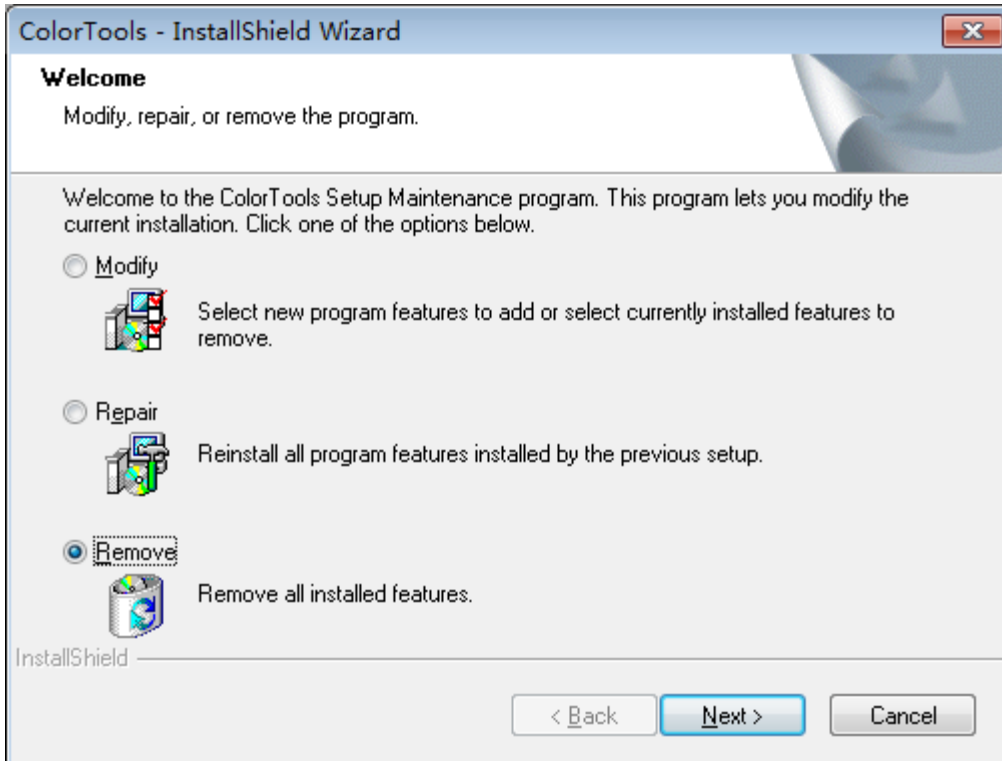 ColorTools - InstallShield Wizard
Welcome
Modify, repair, or remove the program.
Welcome to the ColorTools Setup Maintenance program. This program lets you modify the
current installation. Click one of the options below.
Modify
Select new program features to add or select currently installed features to
remove.
Repair
Reinstall all program features installed by the previous setup.
Remove
Remove all installed features.
InstallShield
< Back
Next >
Cancel